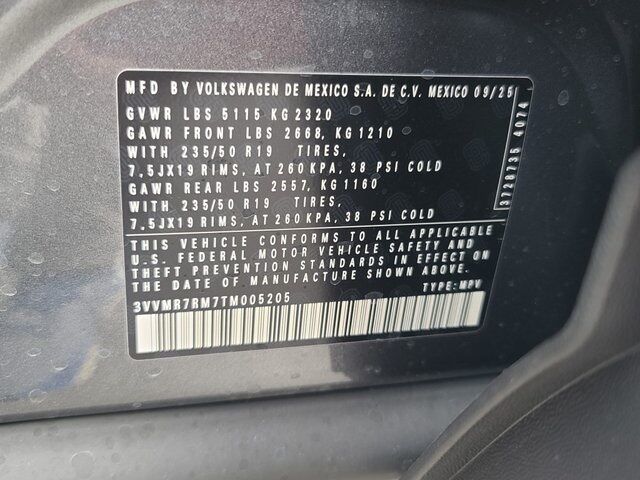 MFD BY VOLKSWAGEN DE MEXICO S.A. DE C.V. MEXICO 09/25
GVWR LBS 5115 KG 2320
GAWR FRONT LBS 2668, KG 1210
WITH 235/50 R19 TIRES,
7.5JX19 RIMS, AT 260 KPA, 38 PSI COLD
GAWR REAR LBS 2557, KG 1160
WITH 235/50 R19 TIRES,
7.5JX19 RIMS, AT 260 KPA, 38 PSI COLD
THIS VEHICLE CONFORMS TO ALL APPLICABLE
U.S. FEDERAL MOTOR VEHICLE SAFETY AND
THEFT PREVENTION STANDARDS IN EFFECT ON
THE DATE OF MANUFACTURE SHOWN ABOVE.
3VVMR7RM7TM005205 TYPE: MPV
3728735 4074